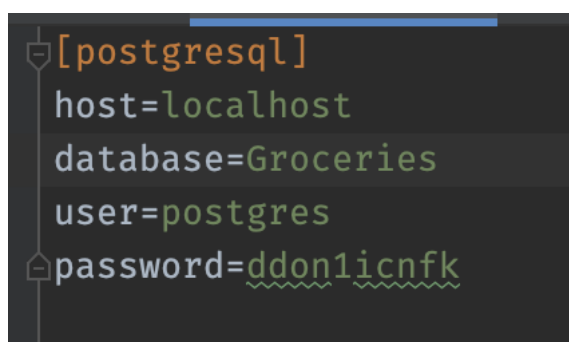 [postgresql]
host=localhost
database=Groceries
user=postgres
password=ddon1icnfk